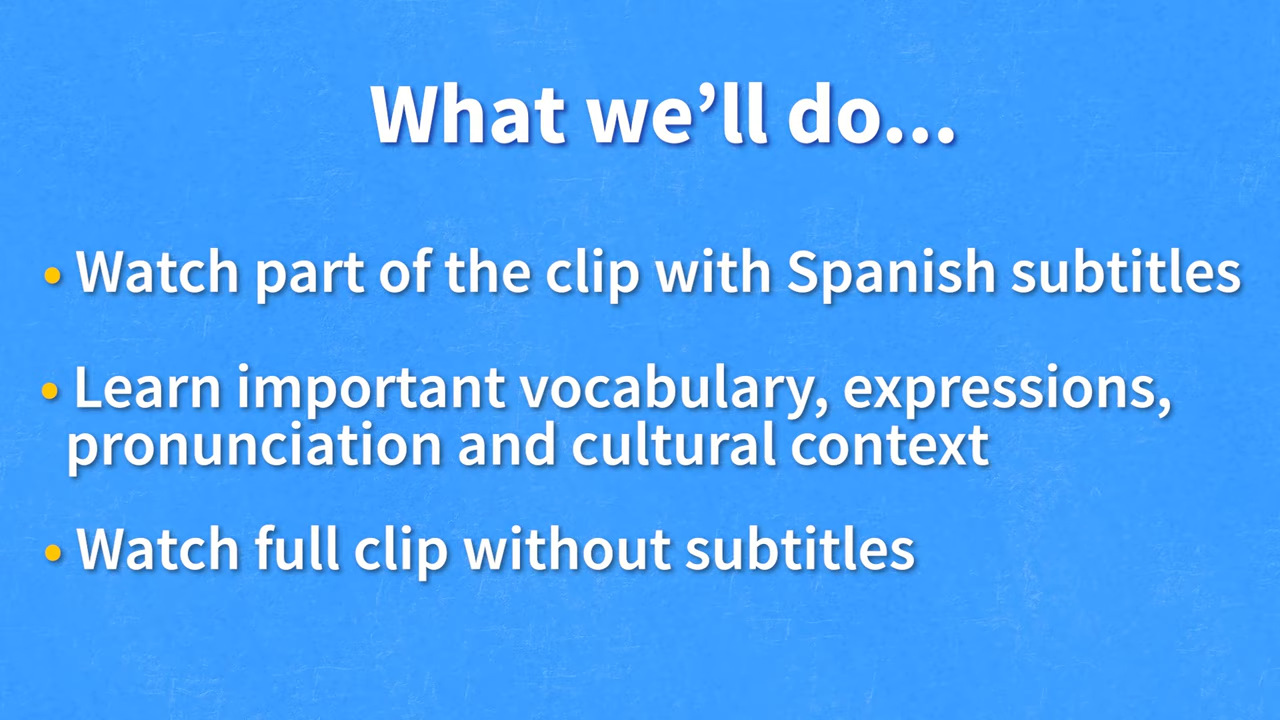 What we’ll do...
• Watch part of the clip with Spanish subtitles
• Learn important vocabulary, expressions,
pronunciation and cultural context
• Watch full clip without subtitles